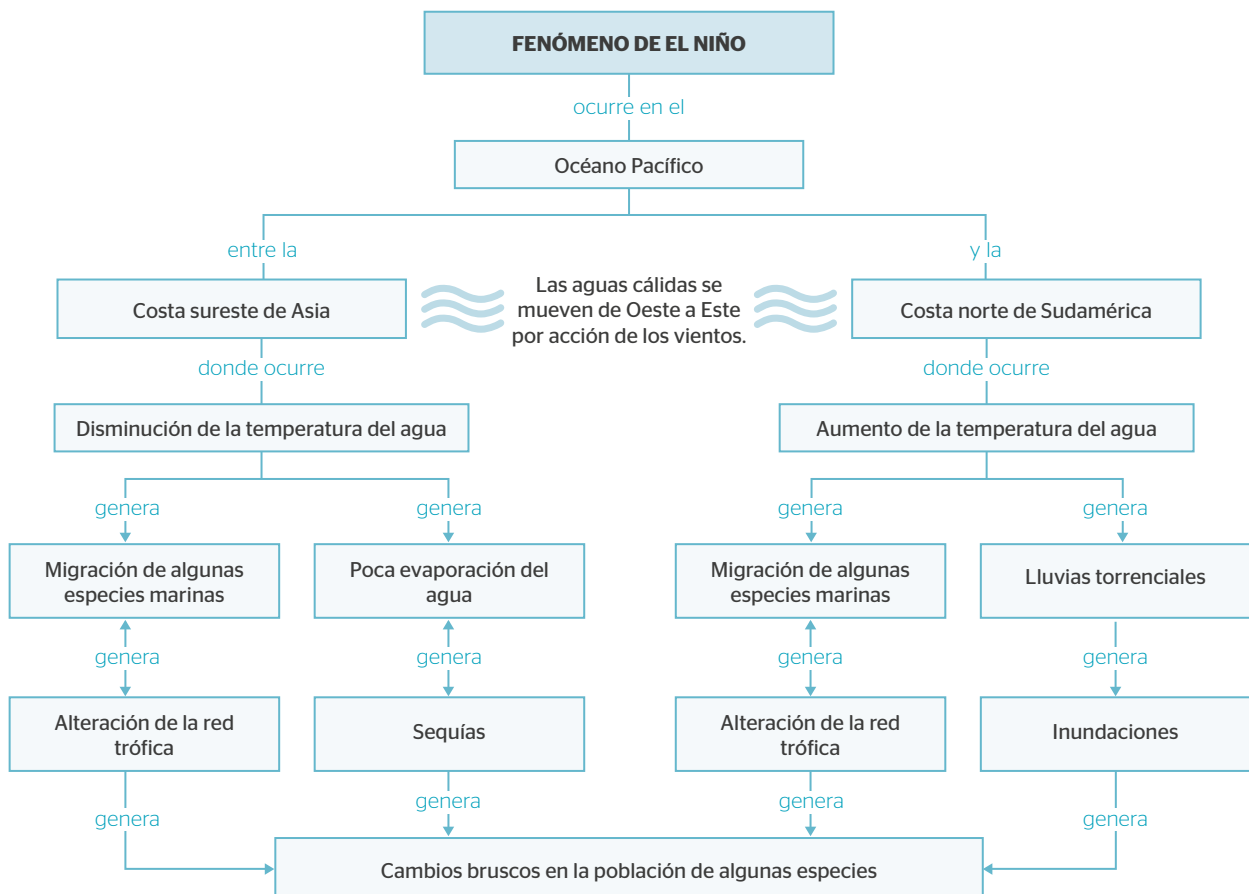 FENÓMENO DE EL NIÑO
ocurre en el
Océano Pacífico
entre la
y la
Costa sureste de Asia
Las aguas cálidas se
mueven de Oeste a Este
por acción de los vientos.
Costa norte de Sudamérica
donde ocurre
donde ocurre
Disminución de la temperatura del agua
Aumento de la temperatura del agua
genera
genera
genera
genera
Migración de algunas
especies marinas
Poca evaporación del
agua
Migración de algunas
especies marinas
Lluvias torrenciales
genera
genera
genera
genera
Alteración de la red
trófica
Sequías
Alteración de la red
trófica
Inundaciones
genera
genera
genera
genera
Cambios bruscos en la población de algunas especies